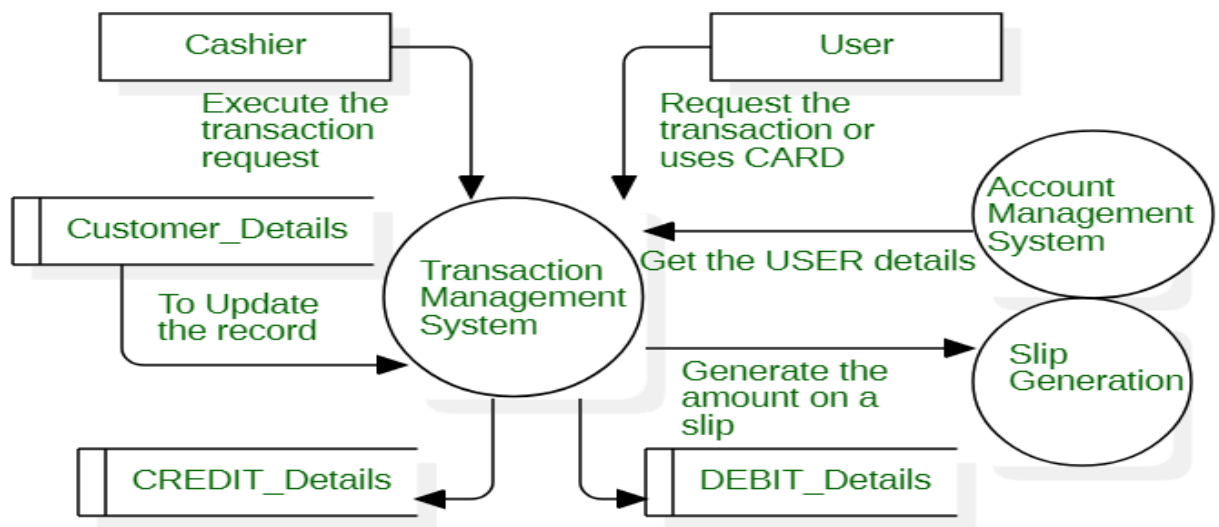 Cashier
User
Execute the
transaction
request
Request the
transaction or
uses CARD
Account
Management
System
Customer_Details
Get the USER details
Transaction
Management
System
To Update
the record
Slip
Generation
Generate the
amount on a
slip
CREDIT_Details
DEBIT_Details